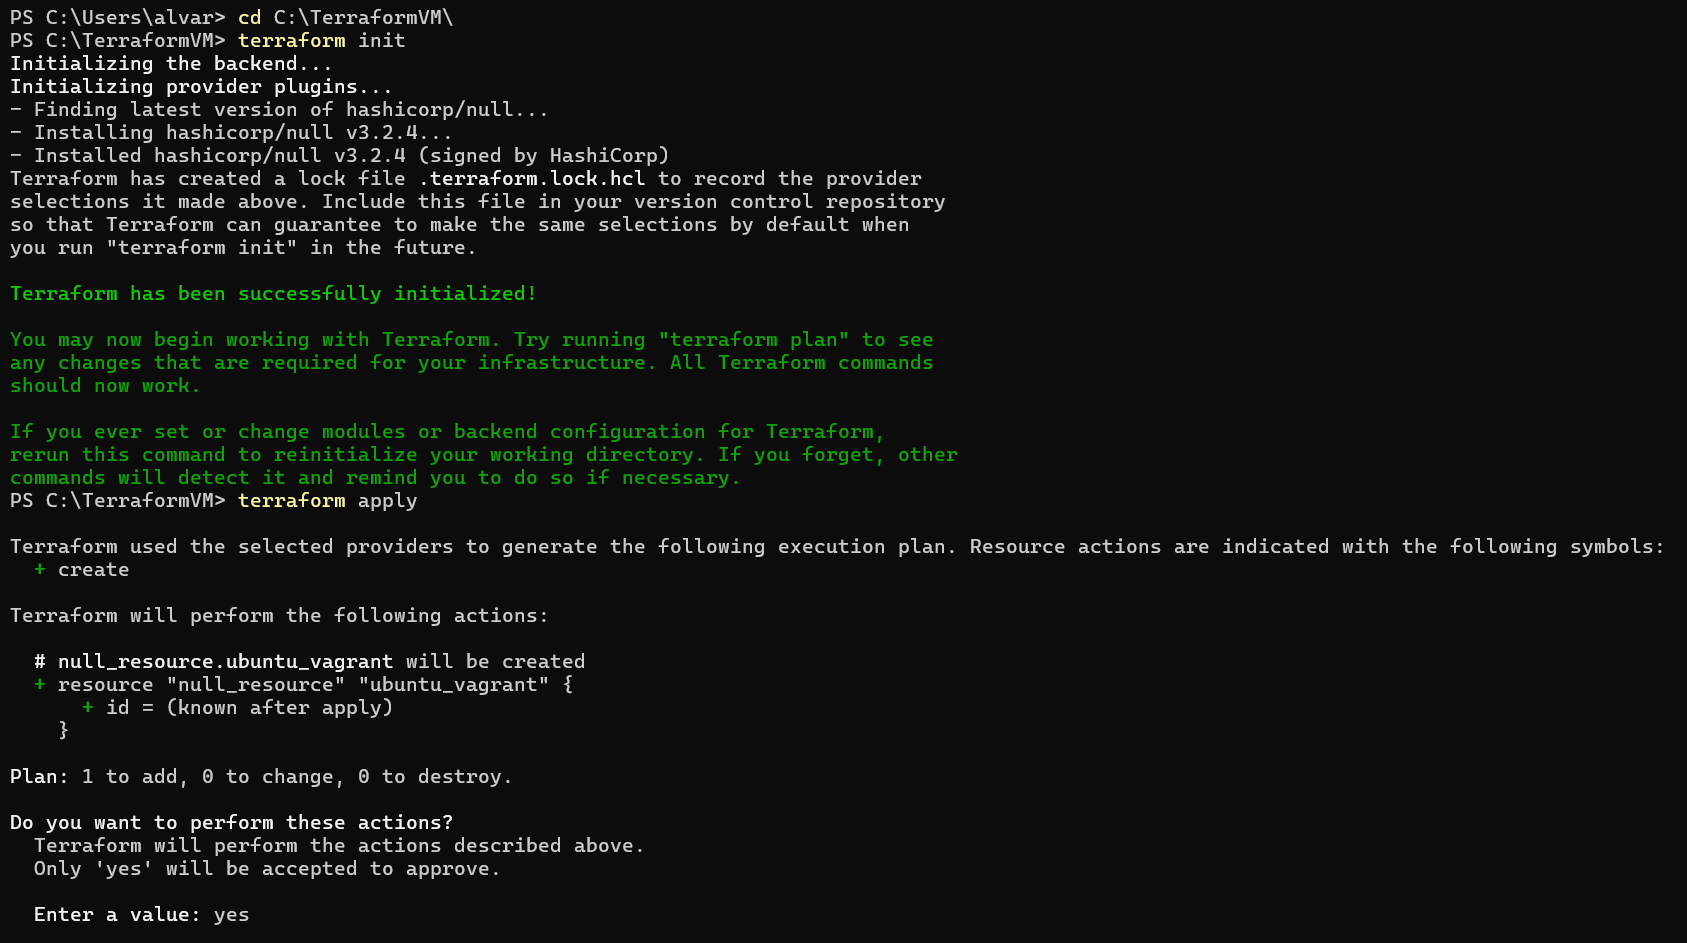 PS C:\Users\alvar> cd C:\TerraformVM\
PS C:\TerraformVM> terraform init
Initializing the backend...
Initializing provider plugins...
- Finding latest version of hashicorp/null...
- Installing hashicorp/null v3.2.4...
- Installed hashicorp/null v3.2.4 (signed by HashiCorp)
Terraform has created a lock file .terraform.lock.hcl to record the provider
selections it made above. Include this file in your version control repository
so that Terraform can guarantee to make the same selections by default when
you run "terraform init" in the future.

Terraform has been successfully initialized!

You may now begin working with Terraform. Try running "terraform plan" to see
any changes that are required for your infrastructure. All Terraform commands
should now work.

If you ever set or change modules or backend configuration for Terraform,
rerun this command to reinitialize your working directory. If you forget, other
commands will detect it and remind you to do so if necessary.
PS C:\TerraformVM> terraform apply

Terraform used the selected providers to generate the following execution plan. Resource actions are indicated with the following symbols:
  + create

Terraform will perform the following actions:

  # null_resource.ubuntu_vagrant will be created
  + resource "null_resource" "ubuntu_vagrant" {
      + id = (known after apply)
    }

Plan: 1 to add, 0 to change, 0 to destroy.

Do you want to perform these actions?
  Terraform will perform the actions described above.
  Only 'yes' will be accepted to approve.

  Enter a value: yes